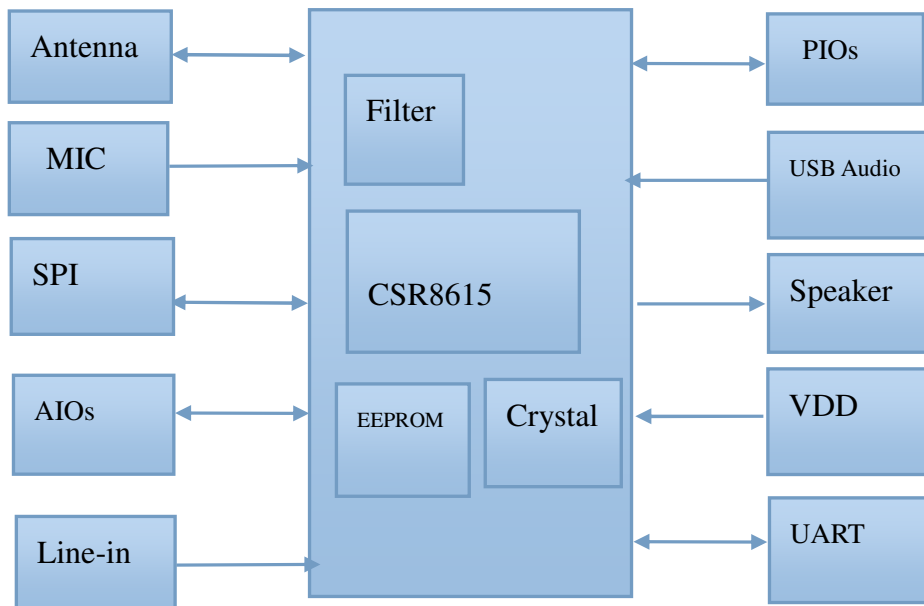 Antenna
MIC
SPI
AIOs
Line-in
Filter
CSR8615
EEPROM
Crystal
PIOs
USB Audio
Speaker
VDD
UART